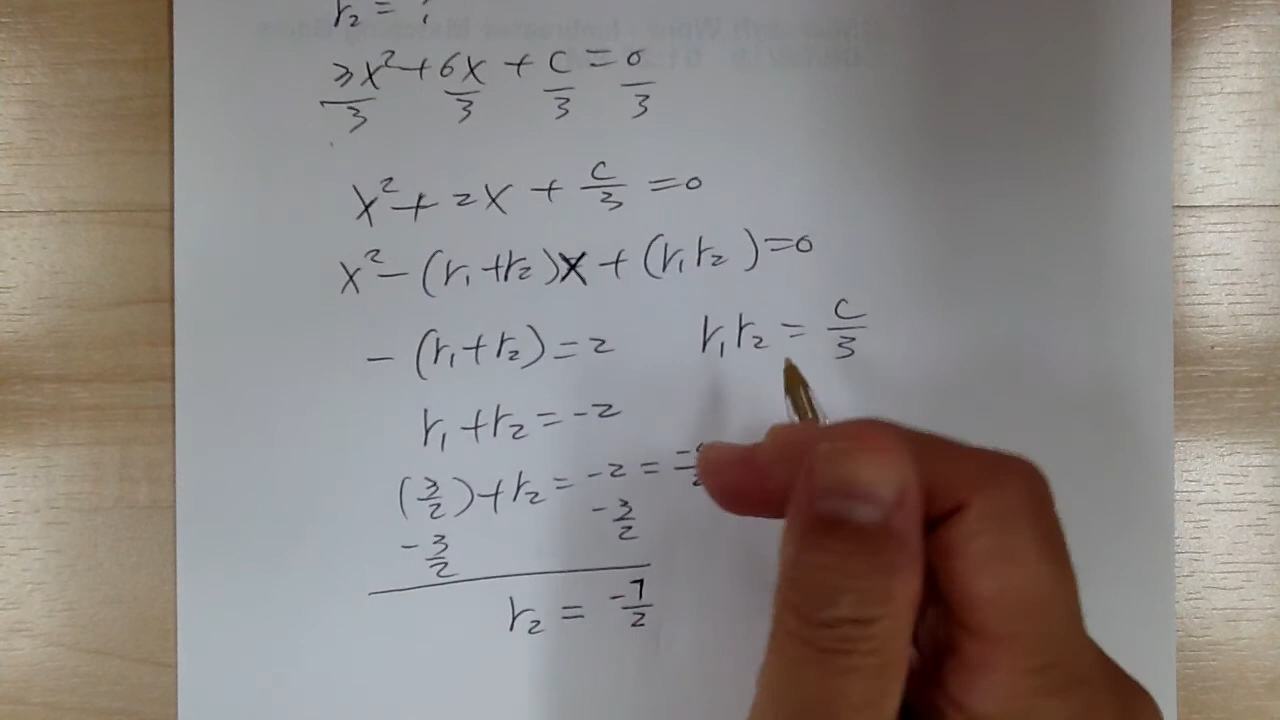 r₂ = ?
3x²/3 + 6x/3 + c/3 = 0/3
x² + 2x + c/3 = 0
x² - (r₁ + r₂)x + (r₁r₂) = 0
- (r₁ + r₂) = 2 r₁r₂ = c/3
r₁ + r₂ = -2
(3/2) + r₂ = -2 =
- 3/2 - 3/2
r₂ = -7/2